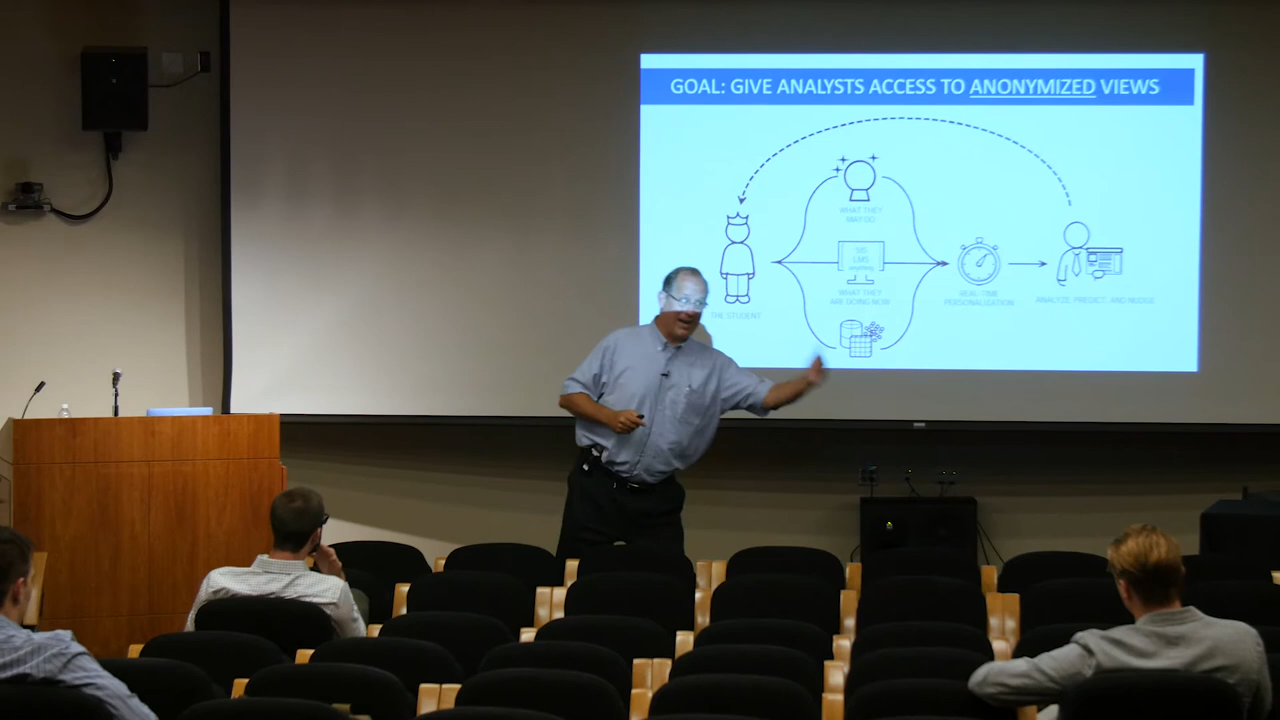 GOAL: GIVE ANALYSTS ACCESS TO ANONYMIZED VIEWS
WHAT THEY
MAY DO
SIS
LMS
anything
WHAT THEY
ARE DOING NOW
THE STUDENT
REAL-TIME
PERSONALIZATION
ANALYZE, PREDICT, AND NUDGE